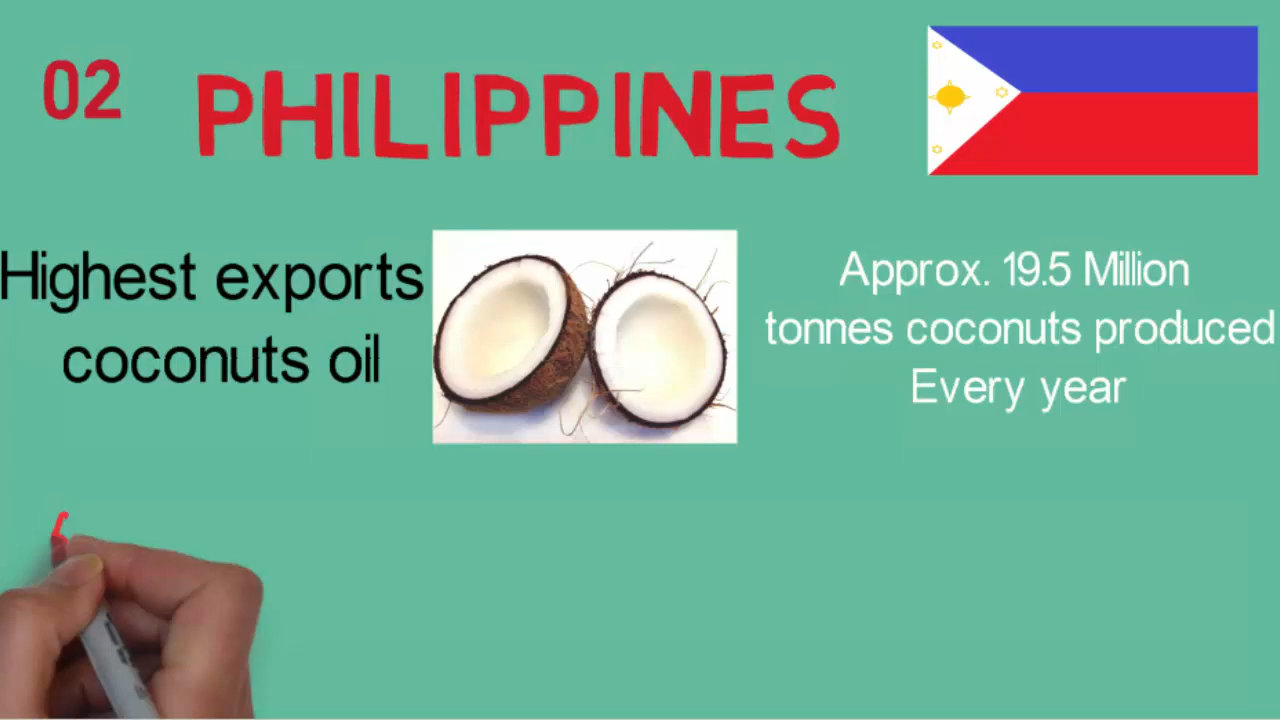 02
PHILIPPINES
Highest exports
coconuts oil
Approx. 19.5 Million
tonnes coconuts produced
Every year